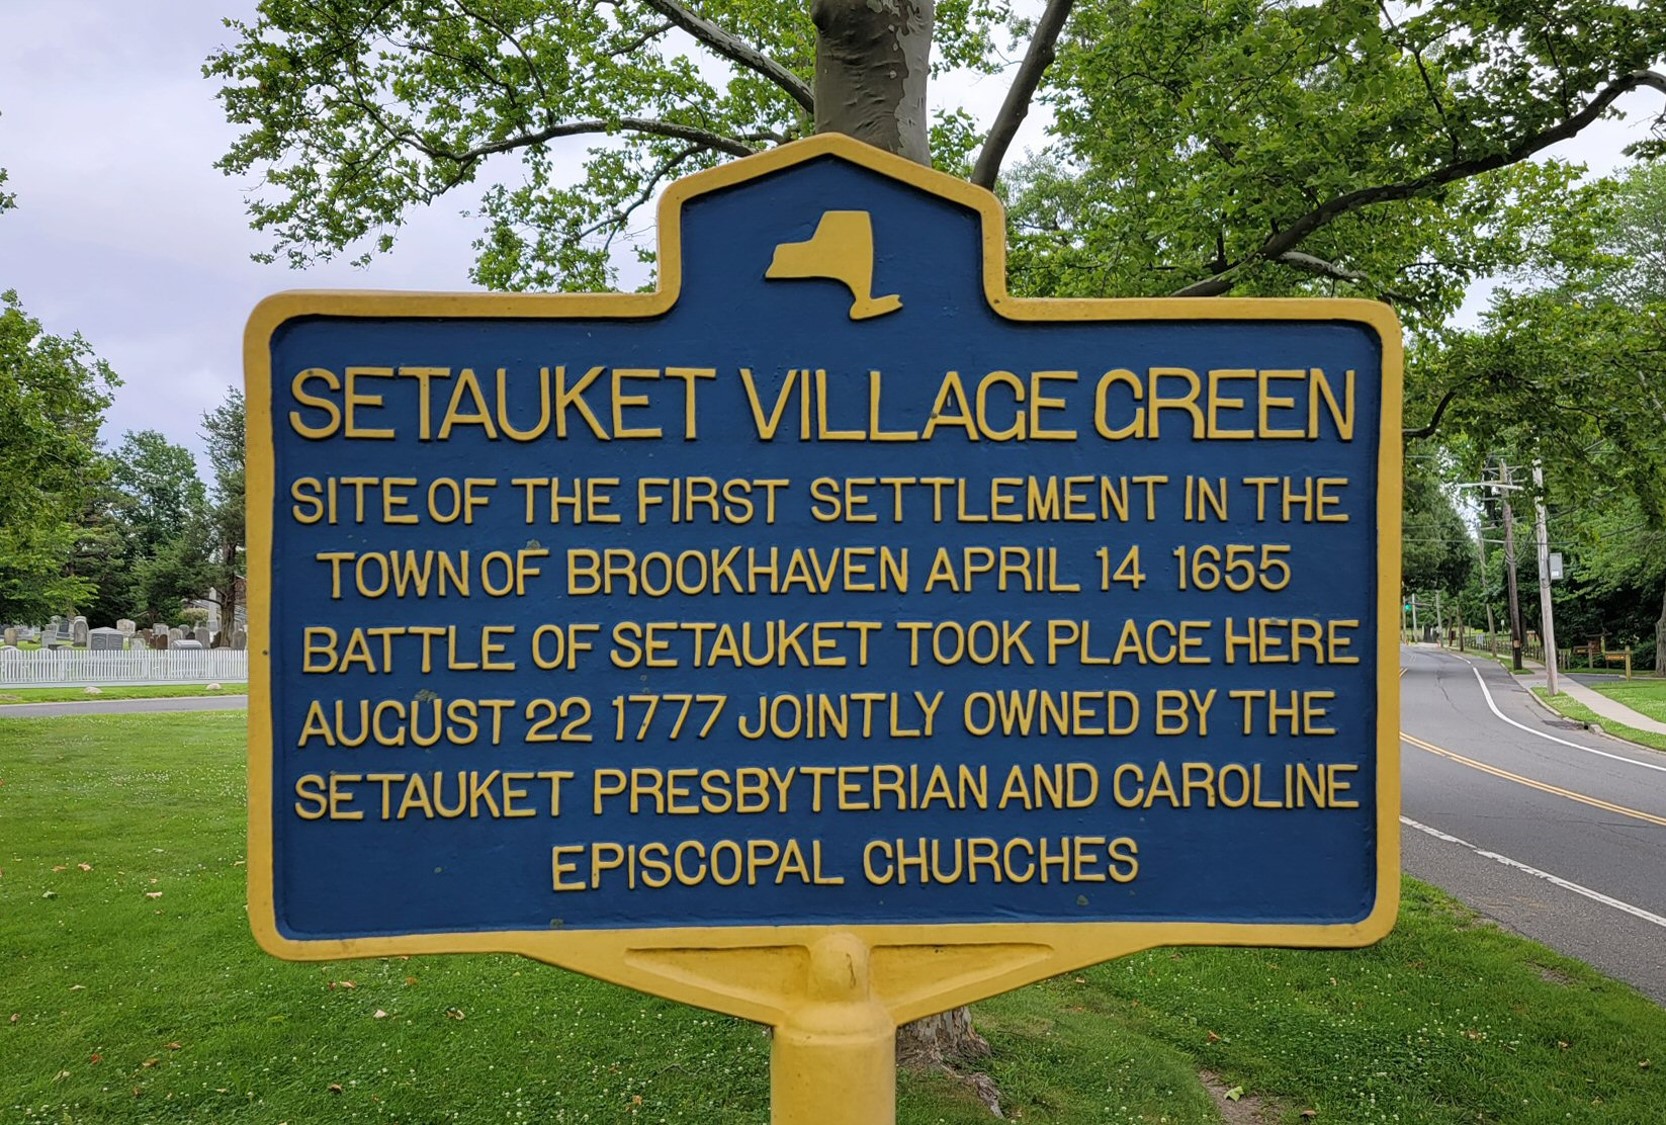 SETAUKET VILLAGE GREEN
SITE OF THE FIRST SETTLEMENT IN THE
TOWN OF BROOKHAVEN APRIL 14 1655
BATTLE OF SETAUKET TOOK PLACE HERE
AUGUST 22 1777 JOINTLY OWNED BY THE
SETAUKET PRESBYTERIAN AND CAROLINE
EPISCOPAL CHURCHES